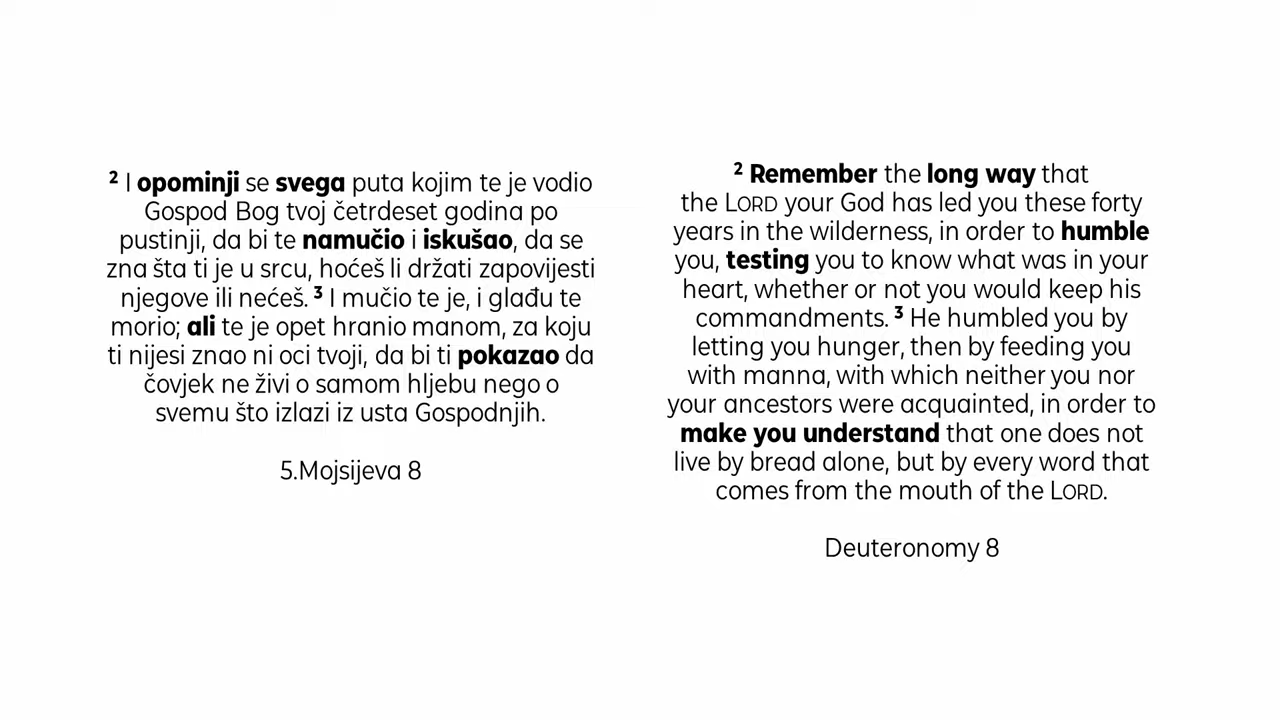 ² I opominji se svega puta kojim te je vodio
Gospod Bog tvoj četrdeset godina po
pustinji, da bi te namučio i iskušao, da se
zna šta ti je u srcu, hoćeš li držati zapovijesti
njegove ili nećeš. ³ I mučio te je, i glađu te
morio; ali te je opet hranio manom, za koju
ti nijesi znao ni oci tvoji, da bi ti pokazao da
čovjek ne živi o samom hljebu nego o
svemu što izlazi iz usta Gospodnjih.
5.Mojsijeva 8
² Remember the long way that
the LORD your God has led you these forty
years in the wilderness, in order to humble
you, testing you to know what was in your
heart, whether or not you would keep his
commandments. ³ He humbled you by
letting you hunger, then by feeding you
with manna, with which neither you nor
your ancestors were acquainted, in order to
make you understand that one does not
live by bread alone, but by every word that
comes from the mouth of the LORD.
Deuteronomy 8